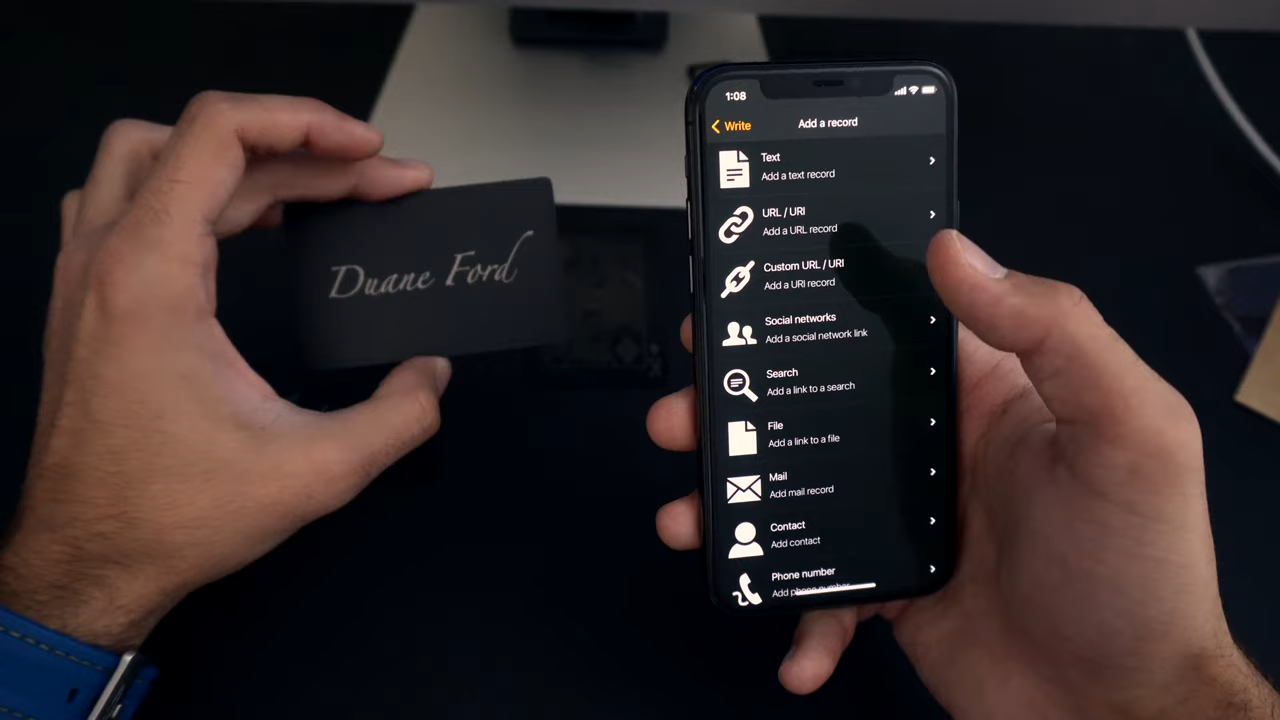 Duane Ford
1:08
Write
Add a record
Text
Add a text record
URL / URI
Add a URL record
Custom URL / URI
Add a URI record
Social networks
Add a social network link
Search
Add a link to a search
File
Add a link to a file
Mail
Add mail record
Contact
Add contact
Phone number
Add phone number